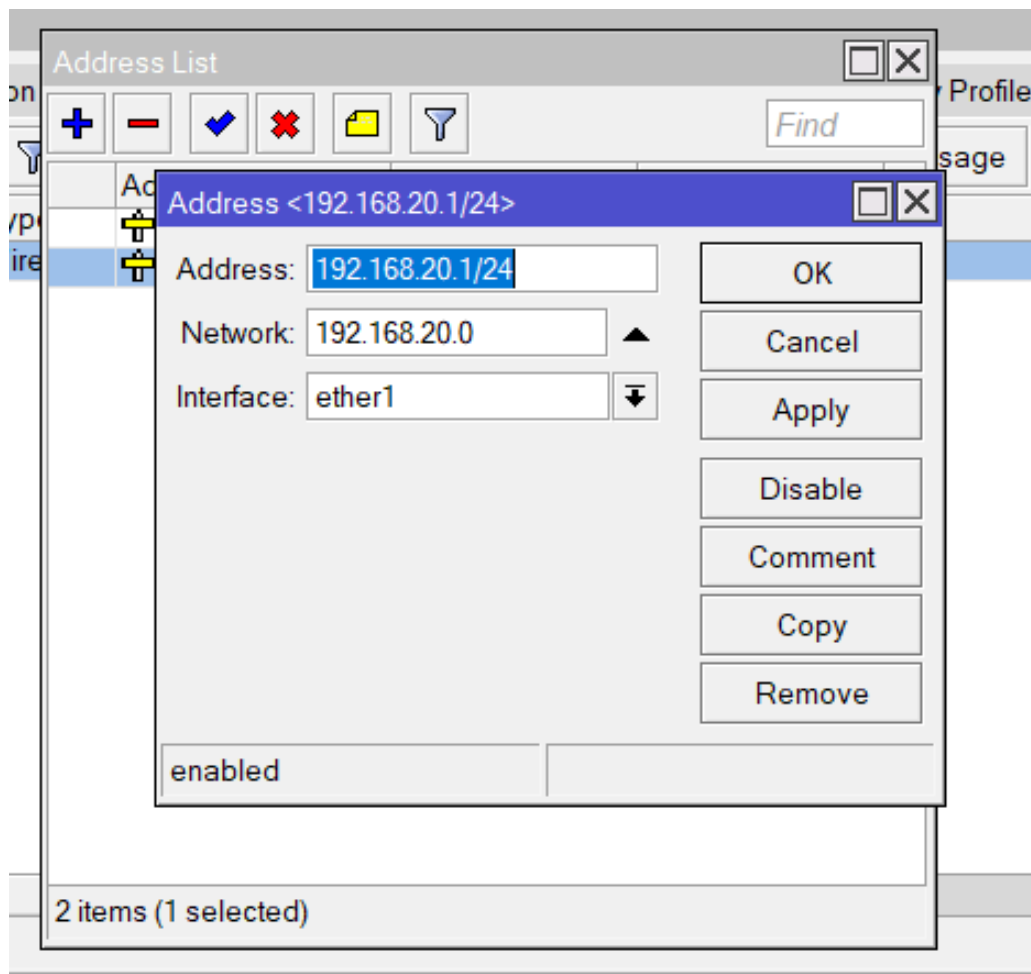 Address List
Find
Profile
sage
Address <192.168.20.1/24>
Address: 192.168.20.1/24
OK
Network: 192.168.20.0
Cancel
Interface: ether1
Apply
Disable
Comment
Copy
Remove
enabled
2 items (1 selected)